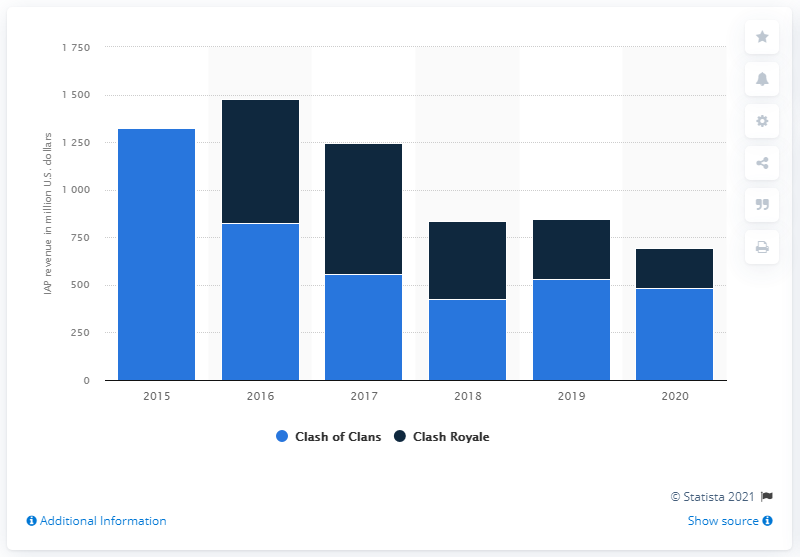 IAP revenue in million U.S. dollars
1 750
1 500
1 250
1 000
750
500
250
0
2015 2016 2017 2018 2019 2020
Clash of Clans Clash Royale
© Statista 2021
Additional Information Show source